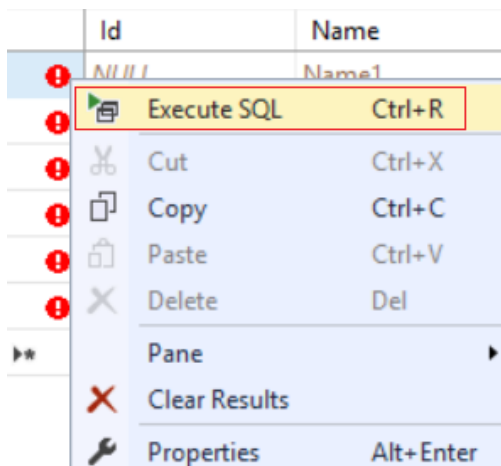 Id Name
NULL Name1
Execute SQL Ctrl+R
Cut Ctrl+X
Copy Ctrl+C
Paste Ctrl+V
Delete Del
Pane
Clear Results
Properties Alt+Enter